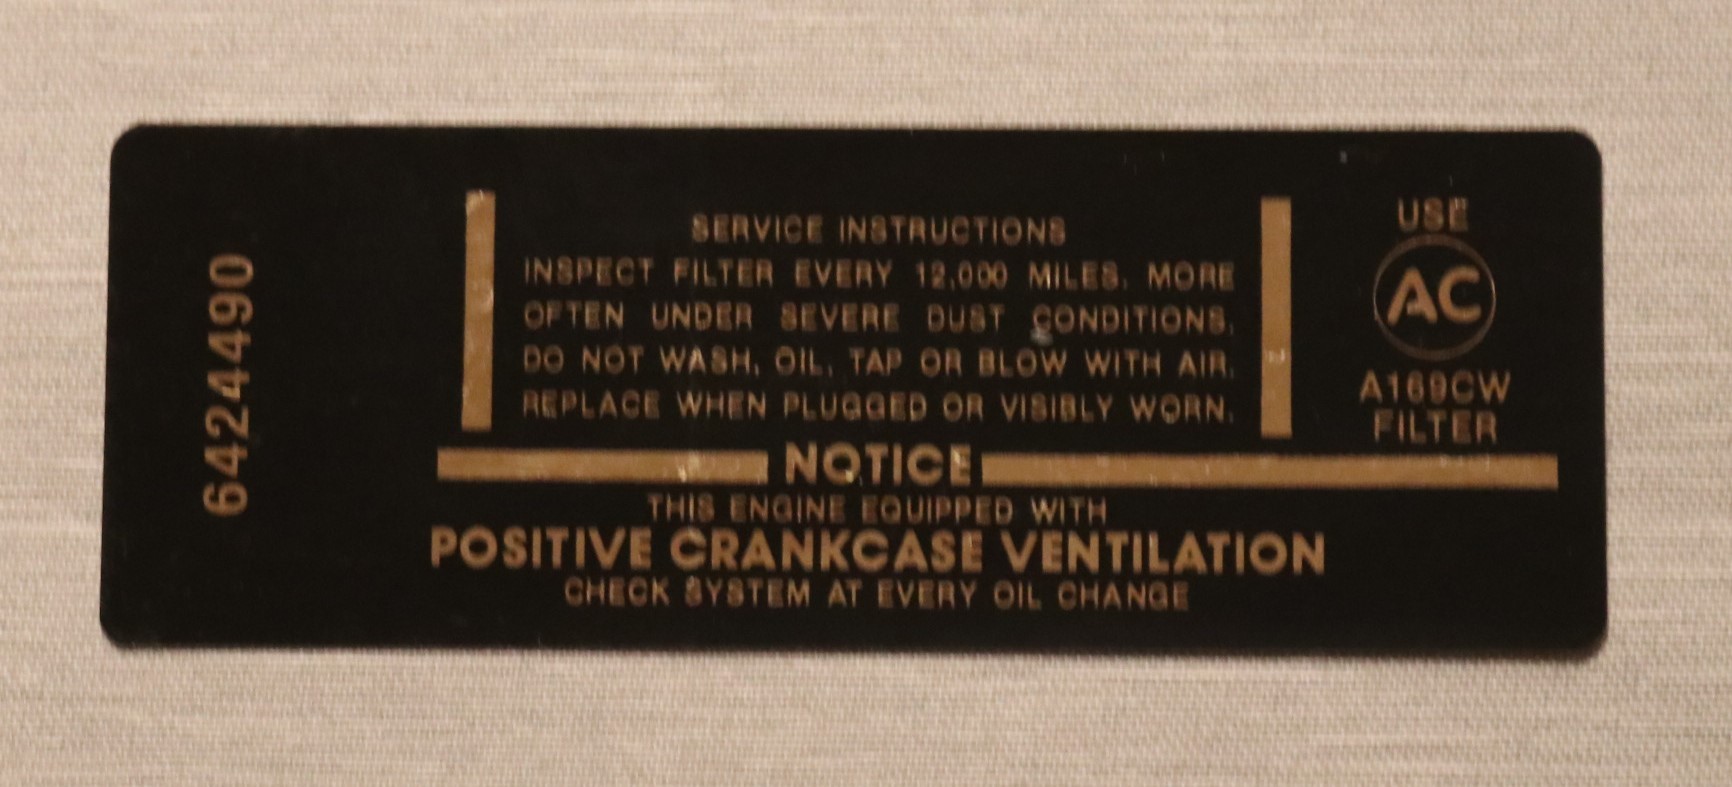 6424490
SERVICE INSTRUCTIONS
INSPECT FILTER EVERY 12,000 MILES. MORE
OFTEN UNDER SEVERE DUST CONDITIONS.
DO NOT WASH, OIL, TAP OR BLOW WITH AIR.
REPLACE WHEN PLUGGED OR VISIBLY WORN.
USE
AC
A169CW
FILTER
NOTICE
THIS ENGINE EQUIPPED WITH
POSITIVE CRANKCASE VENTILATION
CHECK SYSTEM AT EVERY OIL CHANGE